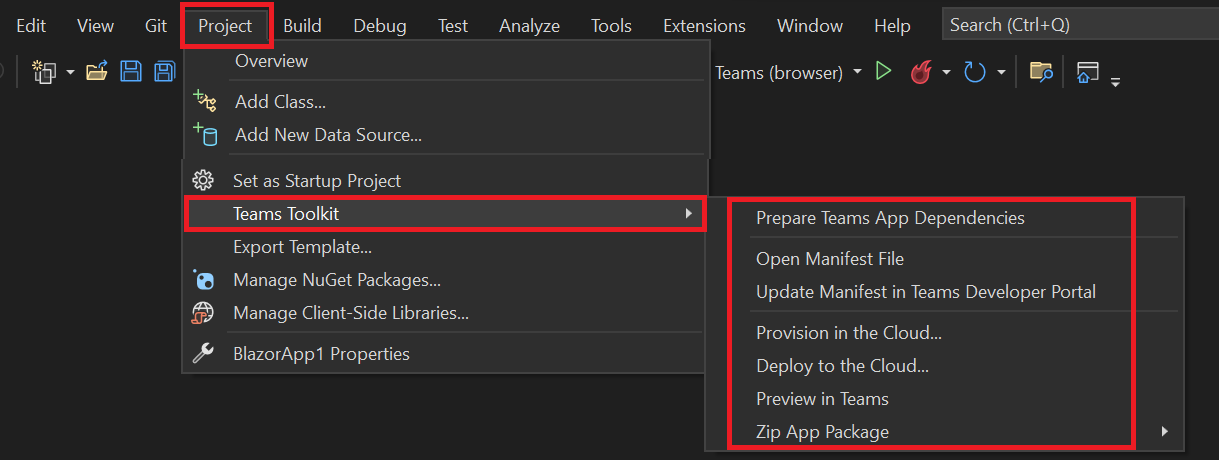 Edit View Git Project Build Debug Test Analyze Tools Extensions Window Help Search (Ctrl+Q)
Teams (browser)
Overview
Add Class...
Add New Data Source...
Set as Startup Project
Teams Toolkit
Export Template...
Manage NuGet Packages...
Manage Client-Side Libraries...
BlazorApp1 Properties
Prepare Teams App Dependencies
Open Manifest File
Update Manifest in Teams Developer Portal
Provision in the Cloud...
Deploy to the Cloud...
Preview in Teams
Zip App Package